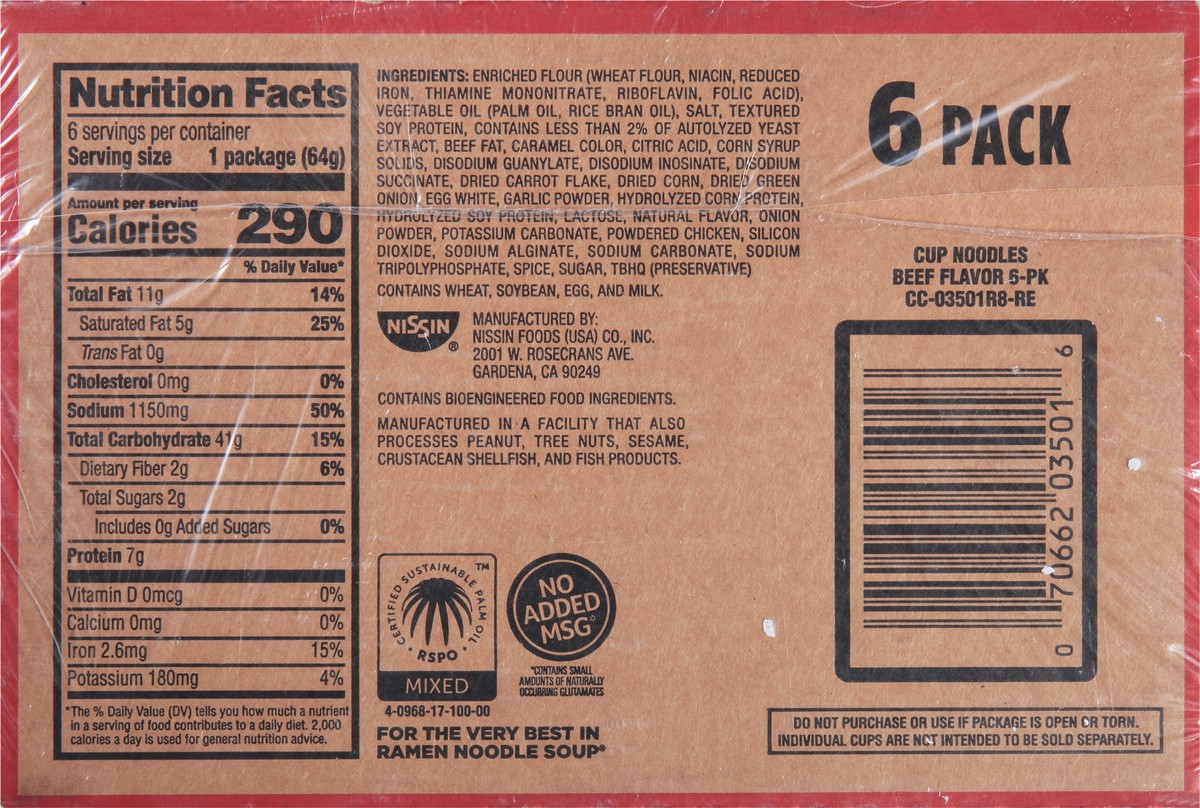 Nutrition Facts
6 servings per container
Serving size 1 package (64g)
Amount per serving
Calories 290
% Daily Value*
Total Fat 11g 14%
Saturated Fat 5g 25%
Trans Fat 0g
Cholesterol 0mg 0%
Sodium 1150mg 50%
Total Carbohydrate 41g 15%
Dietary Fiber 2g 6%
Total Sugars 2g
Includes 0g Added Sugars 0%
Protein 7g
Vitamin D 0mcg 0%
Calcium 0mg 0%
Iron 2.6mg 15%
Potassium 180mg 4%
*The % Daily Value (DV) tells you how much a nutrient
in a serving of food contributes to a daily diet. 2,000
calories a day is used for general nutrition advice.
INGREDIENTS: ENRICHED FLOUR (WHEAT FLOUR, NIACIN, REDUCED
IRON, THIAMINE MONONITRATE, RIBOFLAVIN, FOLIC ACID),
VEGETABLE OIL (PALM OIL, RICE BRAN OIL), SALT, TEXTURED
SOY PROTEIN, CONTAINS LESS THAN 2% OF AUTOLYZED YEAST
EXTRACT, BEEF FAT, CARAMEL COLOR, CITRIC ACID, CORN SYRUP
SOLIDS, DISODIUM GUANYLATE, DISODIUM INOSINATE, DISODIUM
SUCCINATE, DRIED CARROT FLAKE, DRIED CORN, DRIED GREEN
ONION, EGG WHITE, GARLIC POWDER, HYDROLYZED CORN PROTEIN,
HYDROLYZED SOY PROTEIN, LACTOSE, NATURAL FLAVOR, ONION
POWDER, POTASSIUM CARBONATE, POWDERED CHICKEN, SILICON
DIOXIDE, SODIUM ALGINATE, SODIUM CARBONATE, SODIUM
TRIPOLYPHOSPHATE, SPICE, SUGAR, TBHQ (PRESERVATIVE)
CONTAINS WHEAT, SOYBEAN, EGG, AND MILK.
NISSIN®
MANUFACTURED BY:
NISSIN FOODS (USA) CO., INC.
2001 W. ROSECRANS AVE.
GARDENA, CA 90249
CONTAINS BIOENGINEERED FOOD INGREDIENTS.
MANUFACTURED IN A FACILITY THAT ALSO
PROCESSES PEANUT, TREE NUTS, SESAME,
CRUSTACEAN SHELLFISH, AND FISH PRODUCTS.
CERTIFIED SUSTAINABLE PALM OIL ™
RSPO
MIXED
4-0968-17-100-00
NO
ADDED
MSG*
*CONTAINS SMALL
AMOUNTS OF NATURALLY
OCCURRING GLUTAMATES
FOR THE VERY BEST IN
RAMEN NOODLE SOUP®
6 PACK
CUP NOODLES
BEEF FLAVOR 6-PK
CC-03501R8-RE
0 70662 03501 6
DO NOT PURCHASE OR USE IF PACKAGE IS OPEN OR TORN.
INDIVIDUAL CUPS ARE NOT INTENDED TO BE SOLD SEPARATELY.